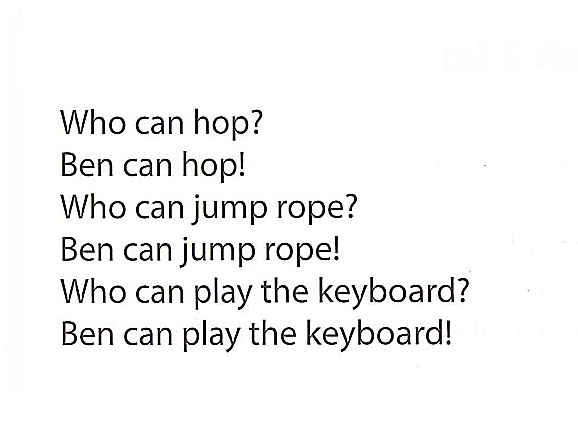 Who can hop?
Ben can hop!
Who can jump rope?
Ben can jump rope!
Who can play the keyboard?
Ben can play the keyboard!